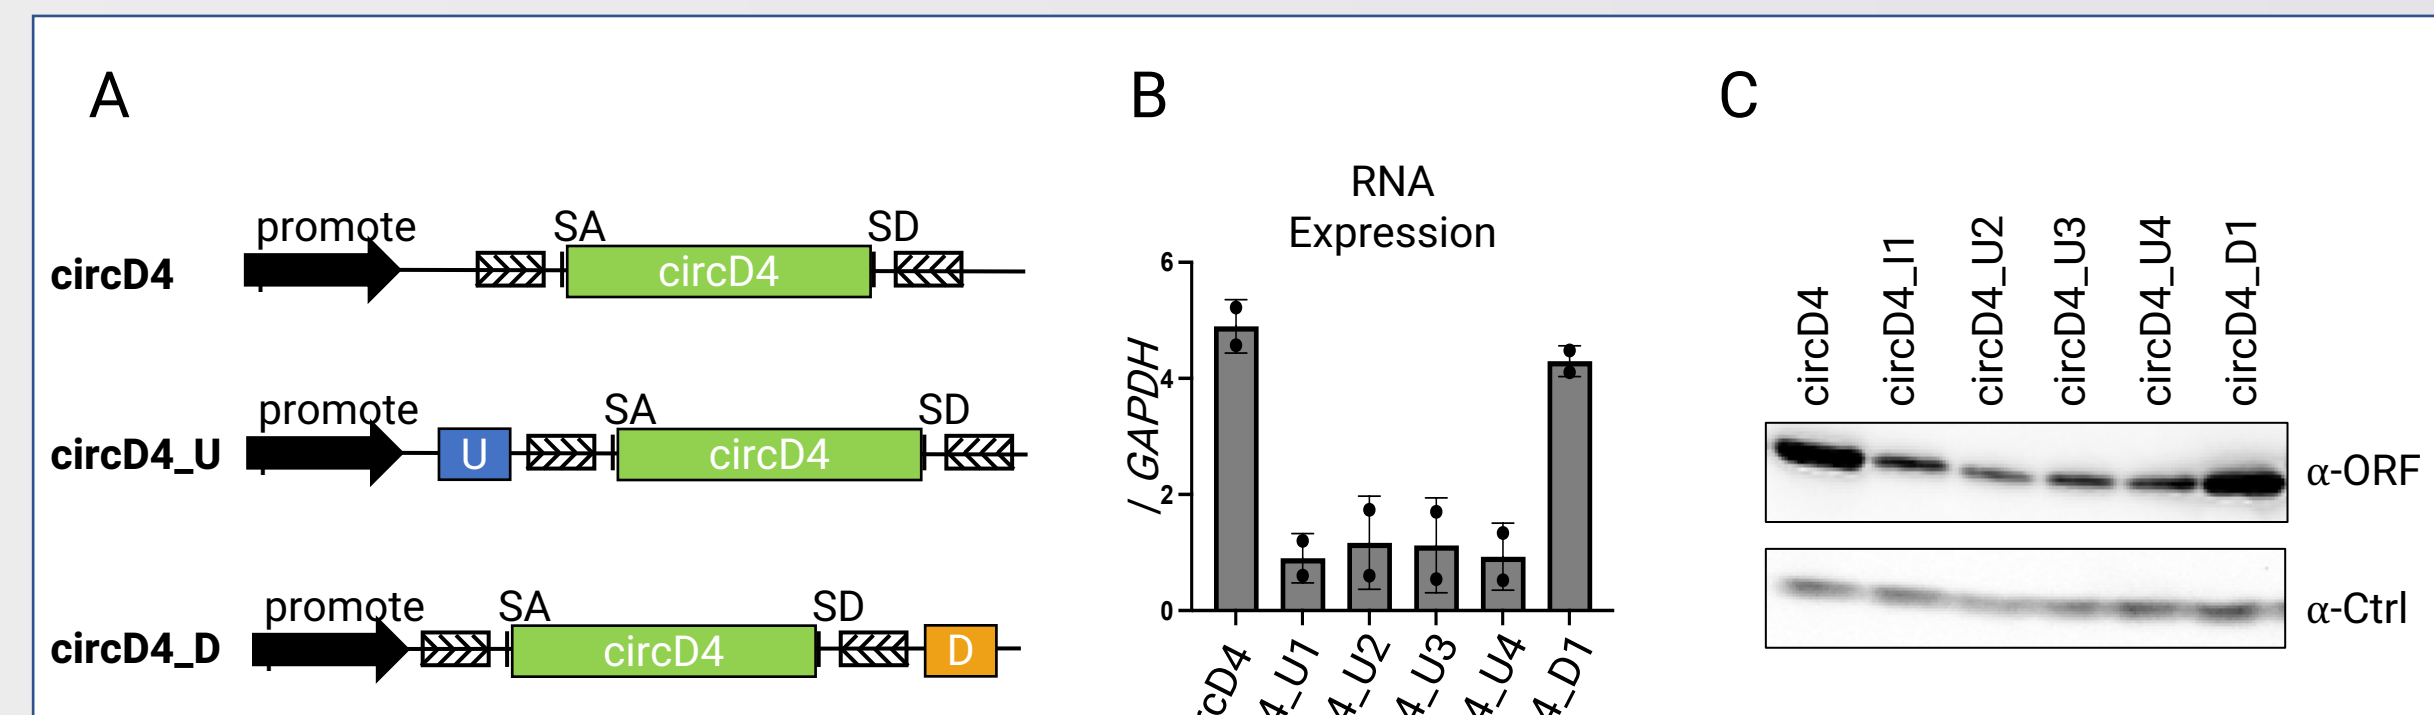 A
promote
SA
SD
circD4
circD4
promote
SA
SD
circD4_U
U
circD4
promote
SA
SD
circD4_D
circD4
D
B
RNA
Expression
/ GAPDH
6
4
2
0
rcD4
4_U1
4_U2
4_U3
4_U4
4_D1
C
circD4
circD4_I1
circD4_U2
circD4_U3
circD4_U4
circD4_D1
α-ORF
α-Ctrl